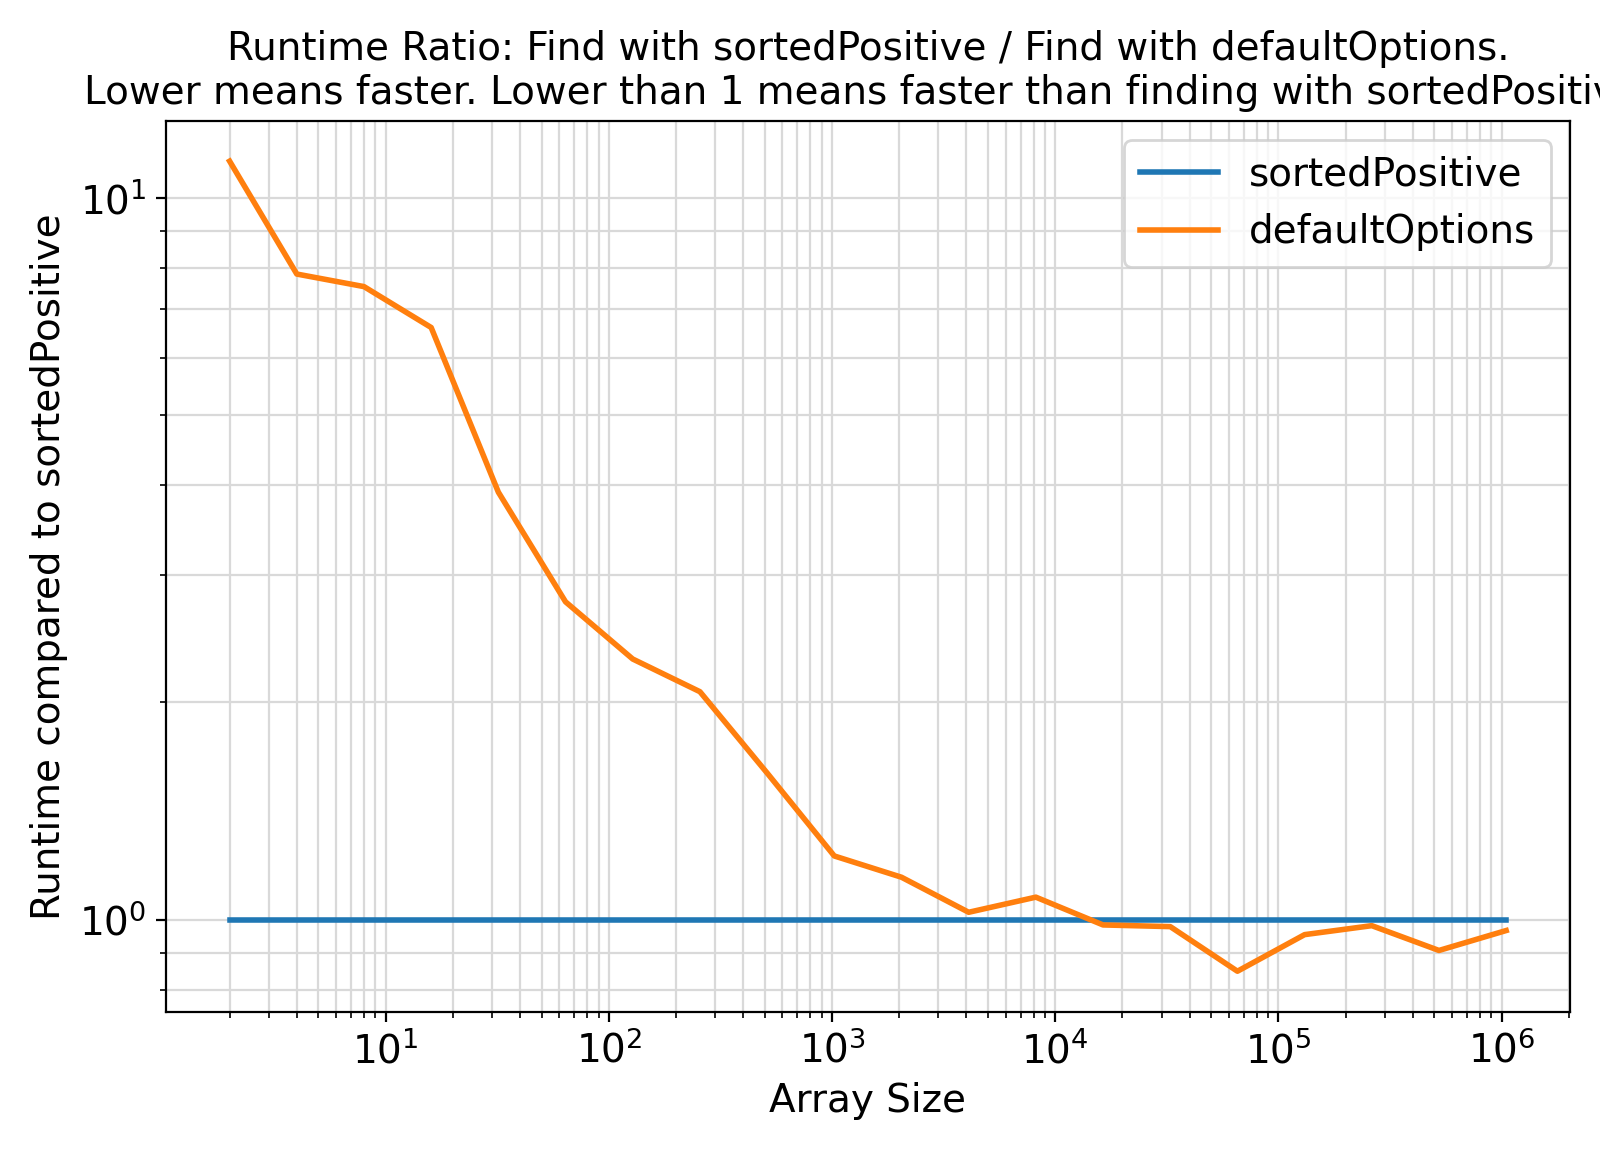 Runtime Ratio: Find with sortedPositive / Find with defaultOptions.
Lower means faster. Lower than 1 means faster than finding with sortedPositiv
sortedPositive
defaultOptions
Runtime compared to sortedPositive
10¹
10⁰
10¹ 10² 10³ 10⁴ 10⁵ 10⁶
Array Size